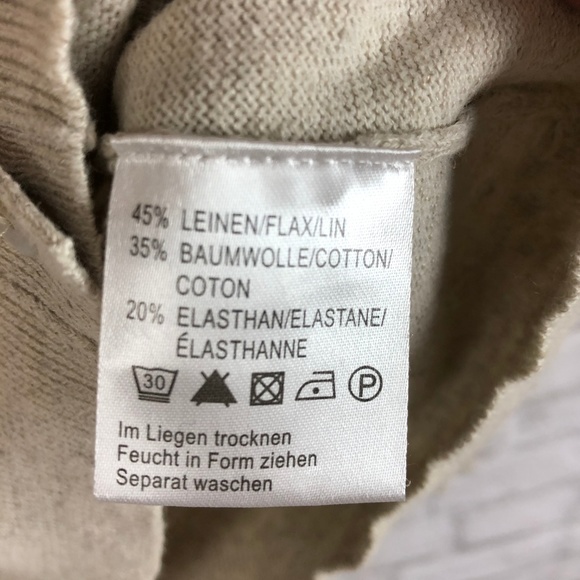 45% LEINEN/FLAX/LIN
35% BAUMWOLLE/COTTON/
COTON
20% ELASTHAN/ELASTANE/
ÉLASTHANNE
30 P
Im Liegen trocknen
Feucht in Form ziehen
Separat waschen